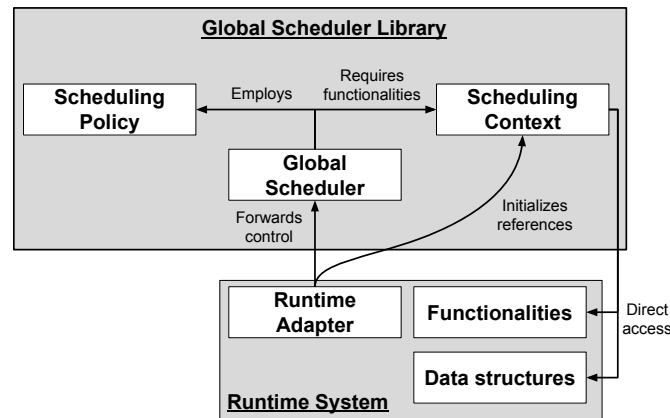 Global Scheduler Library
Scheduling
Policy
Employs
Requires
functionalities
Scheduling
Context
Global
Scheduler
Forwards
control
Initializes
references
Runtime
Adapter
Functionalities
Direct
access
Data structures
Runtime System